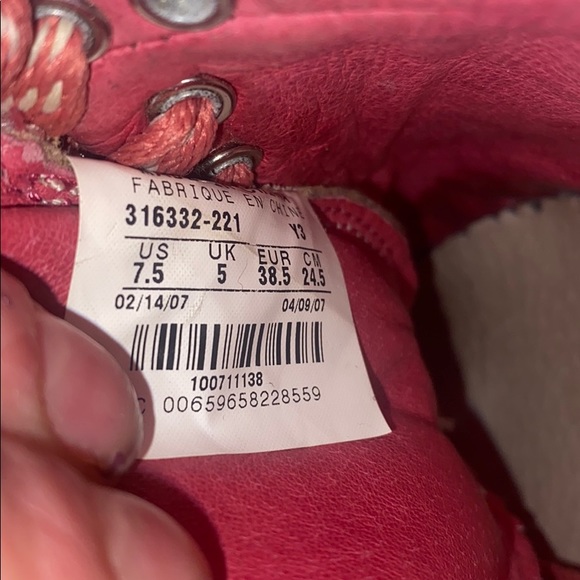 FABRIQUE EN CHINE
316332-221 Y3
US UK EUR CM
7.5 5 38.5 24.5
02/14/07 04/09/07
100711138
C 00659658228559